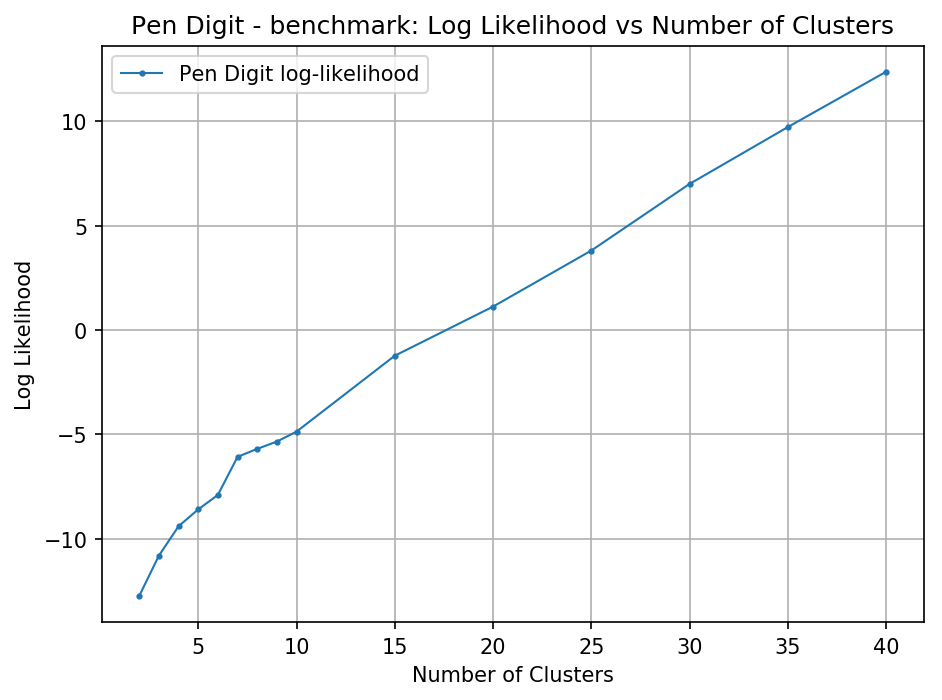 Pen Digit - benchmark: Log Likelihood vs Number of Clusters
Pen Digit log-likelihood
Log Likelihood
10
5
0
−5
−10
5 10 15 20 25 30 35 40
Number of Clusters